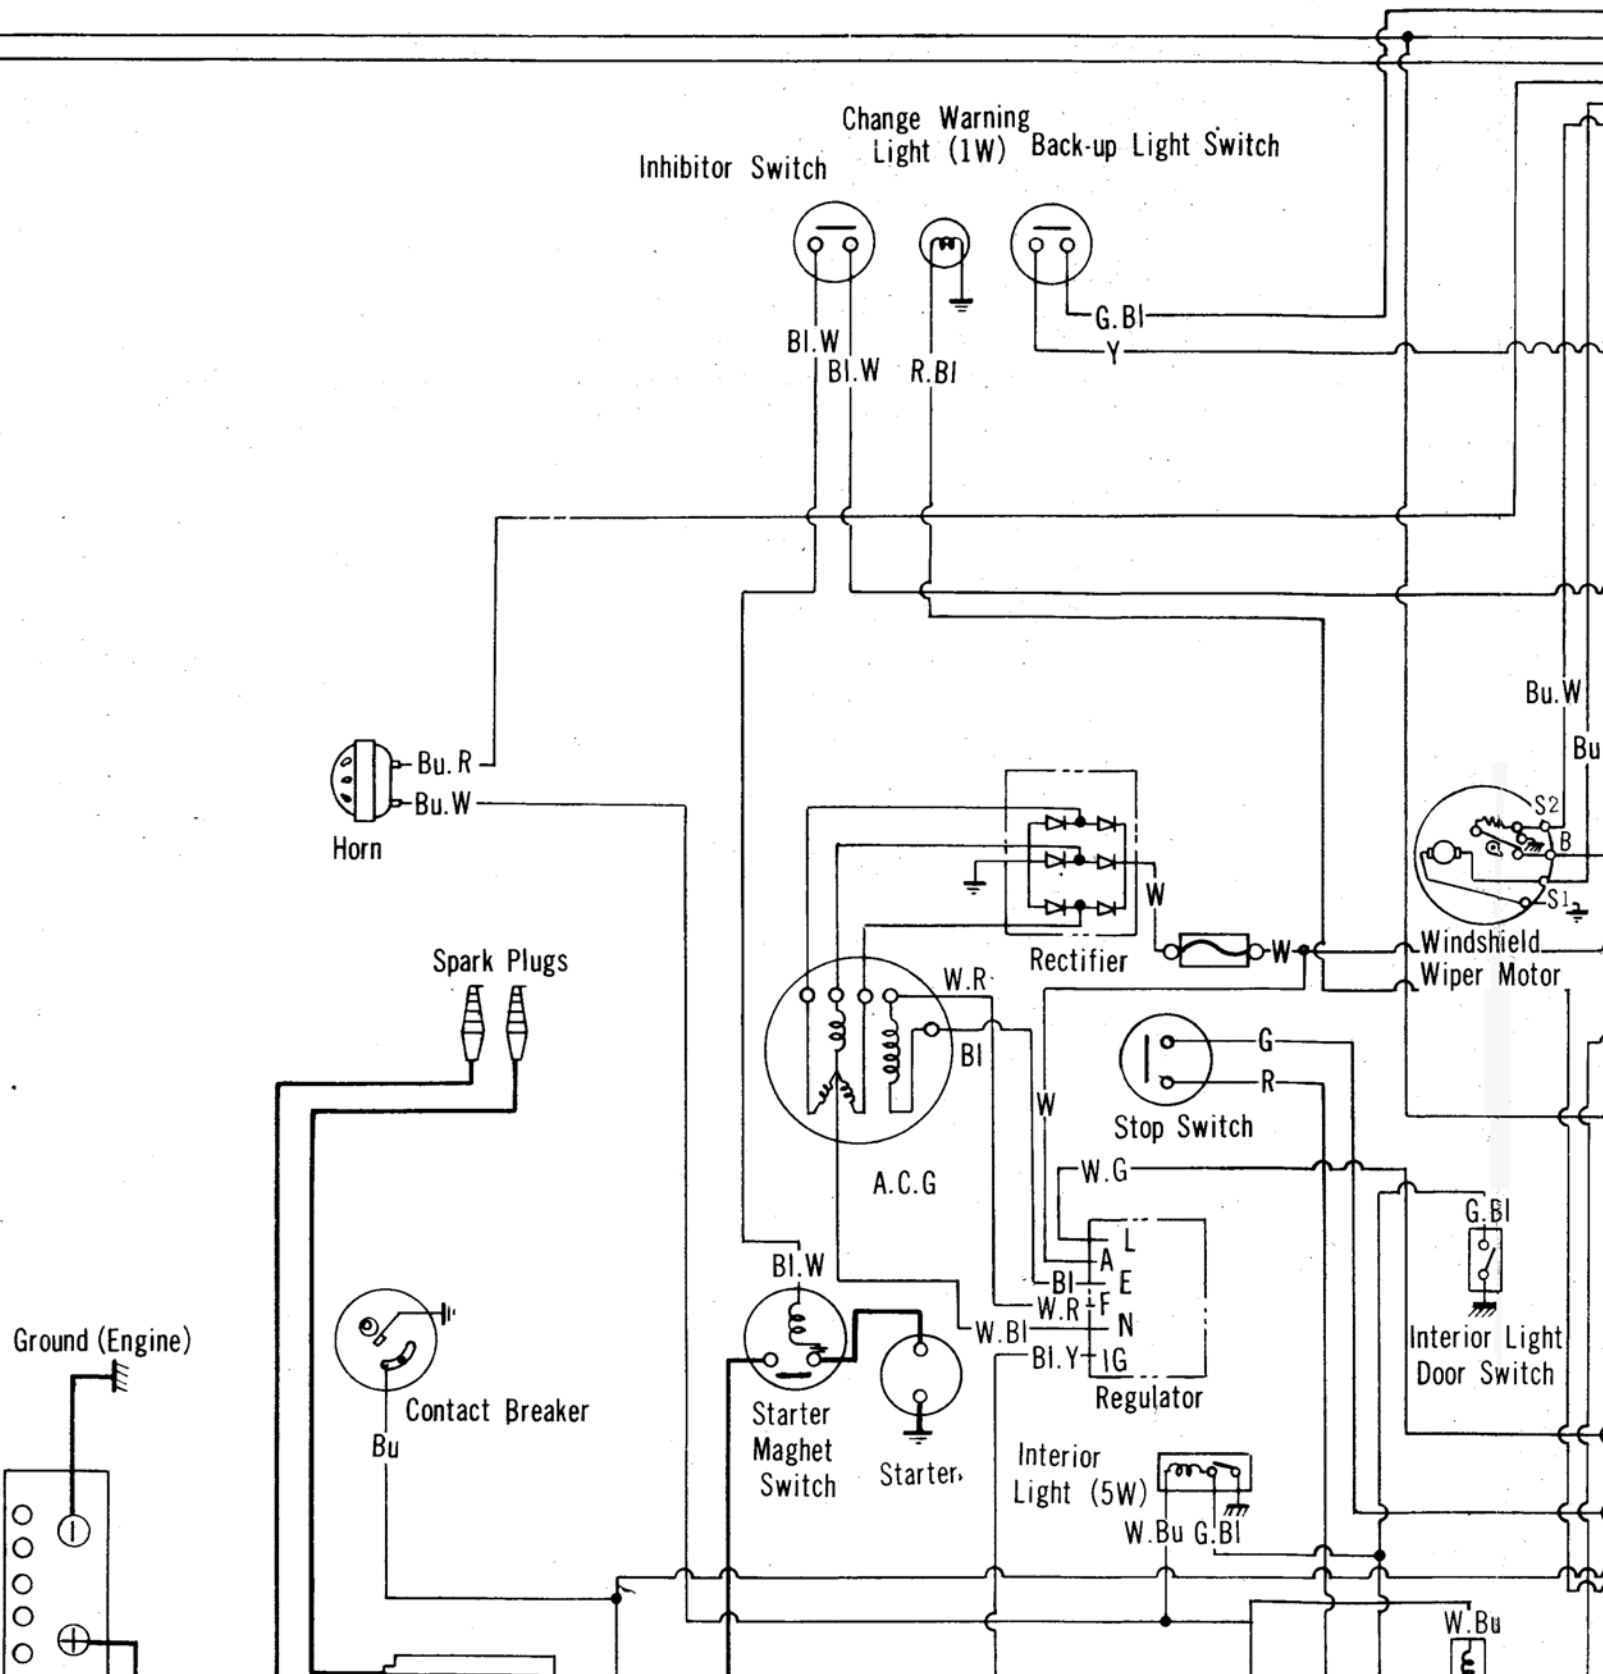 Change Warning
Light (1W)
Back-up Light Switch
Inhibitor Switch
G.Bl
Y
Bl.W
Bl.W
R.Bl
Bu.W
Bu
Bu.R
Bu.W
Horn
S2
B
S1
W
Rectifier
W
Windshield
Wiper Motor
Spark Plugs
W.R
Bl
G
R
W
Stop Switch
A.C.G
W.G
G.Bl
L
A
Bl
E
W.R
F
W.Bl
N
Bl.Y
IG
Regulator
Bl.W
Interior Light
Door Switch
Ground (Engine)
Contact Breaker
Bu
Starter
Maghet
Switch
Starter
Interior
Light (5W)
W.Bu
G.Bl
W.Bu